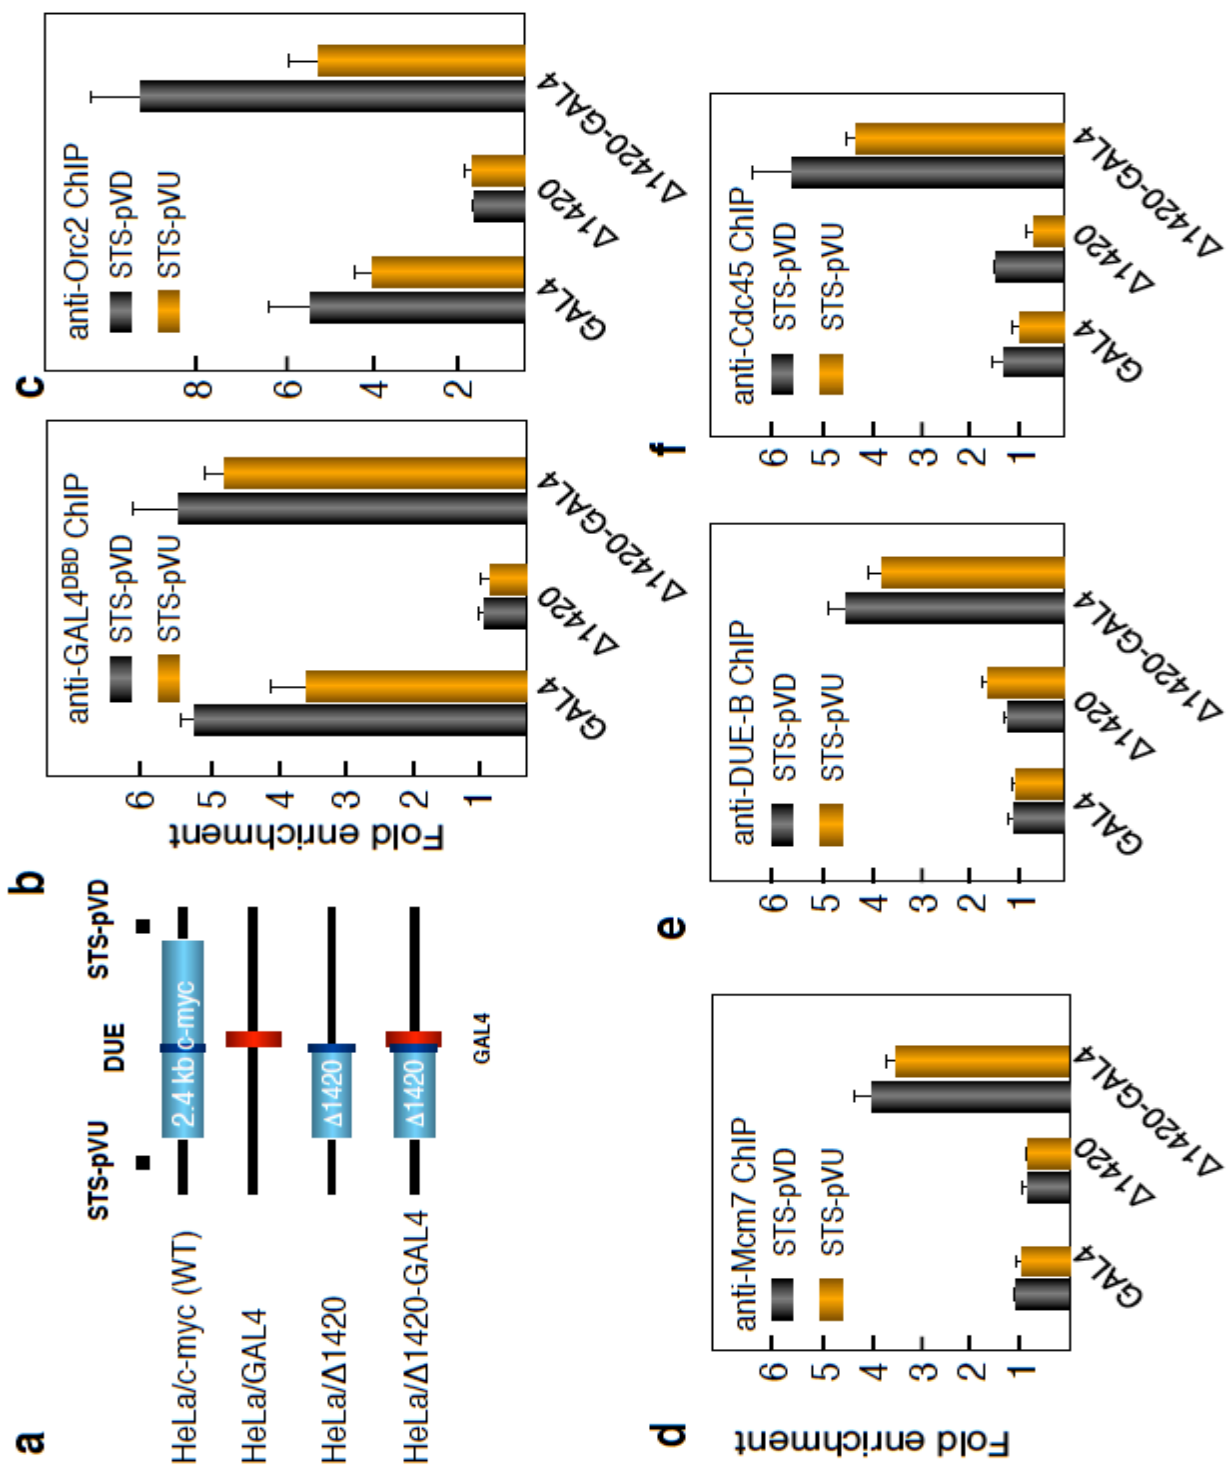 a
STS-pVU
DUE
STS-pVD
HeLa/c-myc (WT)
2.4 kb c-myc
HeLa/GAL4
HeLa/Δ1420
Δ1420
HeLa/Δ1420-GAL4
Δ1420
GAL4
b
anti-GAL4DBD ChIP
STS-pVD
STS-pVU
Fold enrichment
6
5
4
3
2
1
GAL4
Δ1420
Δ1420-GAL4
c
anti-Orc2 ChIP
STS-pVD
STS-pVU
8
6
4
2
GAL4
Δ1420
Δ1420-GAL4
d
anti-Mcm7 ChIP
STS-pVD
STS-pVU
Fold enrichment
6
5
4
3
2
1
GAL4
Δ1420
Δ1420-GAL4
e
anti-DUE-B ChIP
STS-pVD
STS-pVU
6
5
4
3
2
1
GAL4
Δ1420
Δ1420-GAL4
f
anti-Cdc45 ChIP
STS-pVD
STS-pVU
6
5
4
3
2
1
GAL4
Δ1420
Δ1420-GAL4